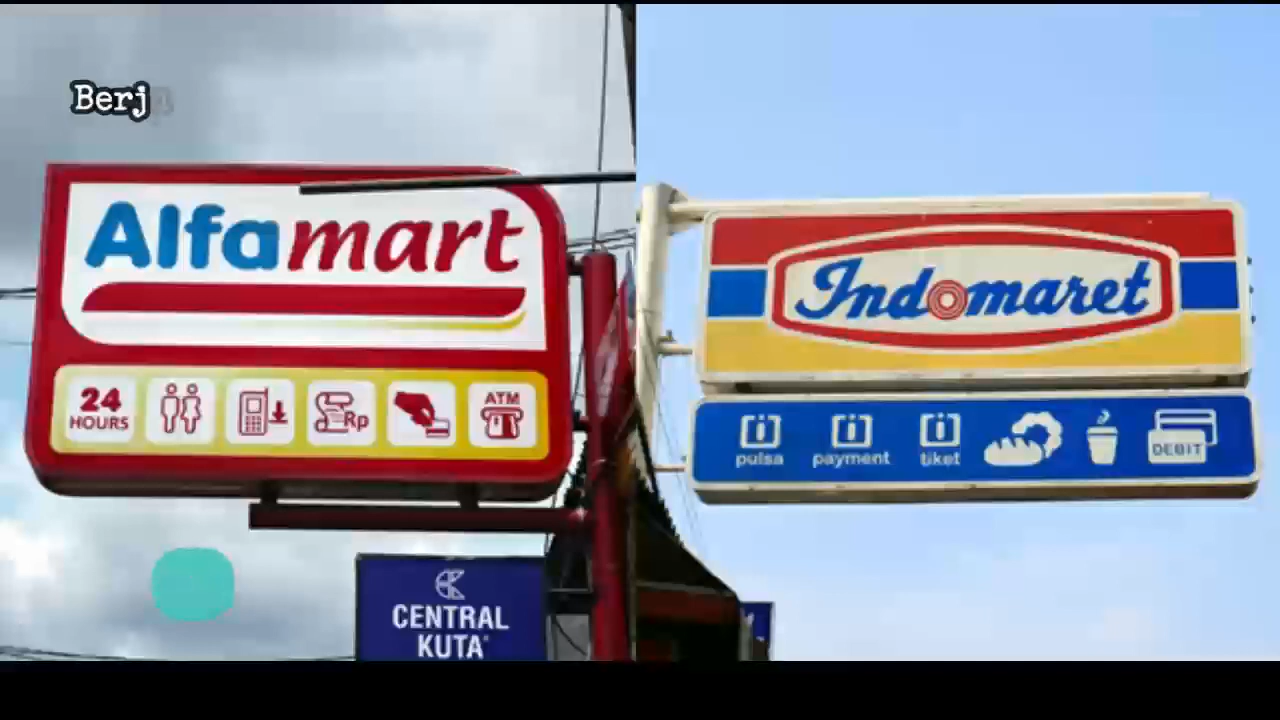 Berj
Alfamart
24
HOURS
Rp
ATM
CENTRAL
KUTA
Indomaret
pulsa
payment
tiket
DEBIT